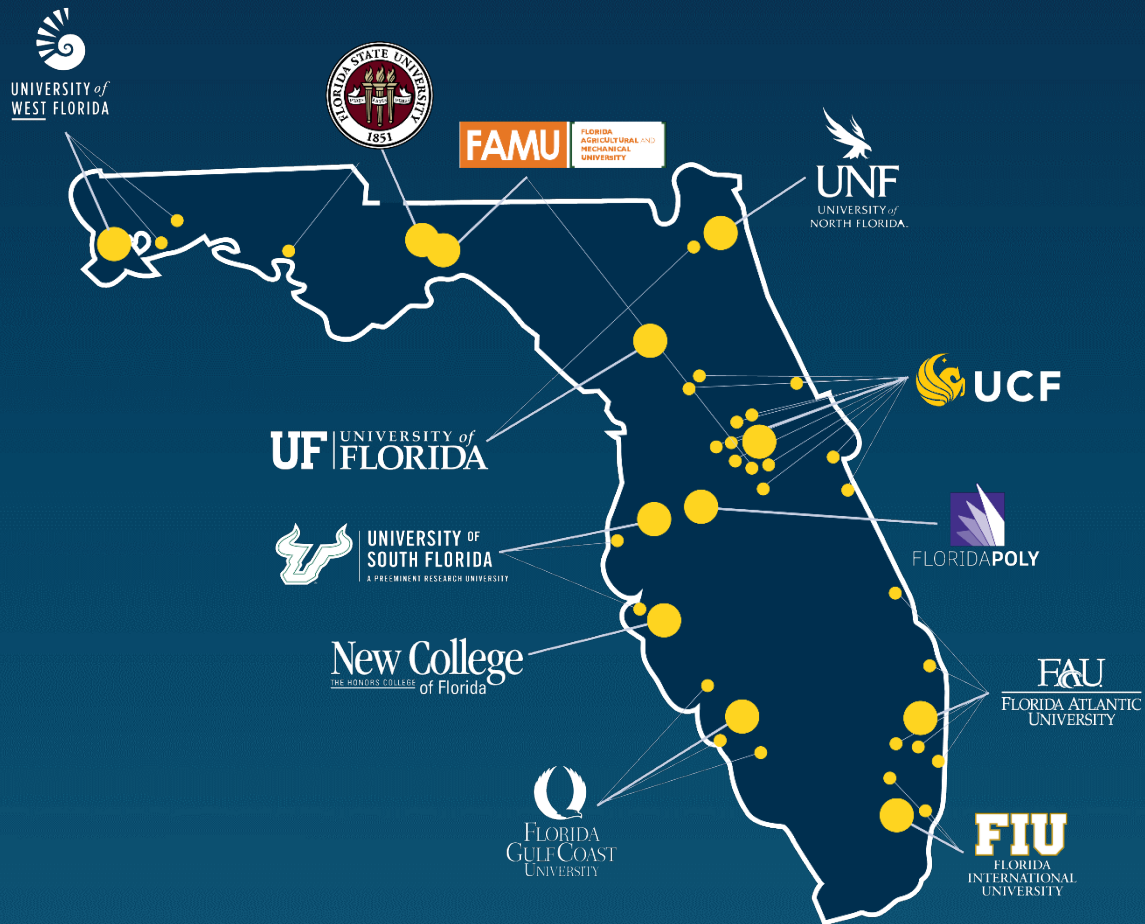 UNIVERSITY of
WEST FLORIDA
FLORIDA STATE UNIVERSITY
1851
FAMU
FLORIDA
AGRICULTURAL AND
MECHANICAL
UNIVERSITY
UNF
UNIVERSITY of
NORTH FLORIDA.
UCF
UF UNIVERSITY of
FLORIDA
UNIVERSITY OF
SOUTH FLORIDA
A PREEMINENT RESEARCH UNIVERSITY
FLORIDAPOLY
New College
THE HONORS COLLEGE of Florida
FAU
FLORIDA ATLANTIC
UNIVERSITY
FLORIDA
GULF COAST
UNIVERSITY
FIU
FLORIDA
INTERNATIONAL
UNIVERSITY